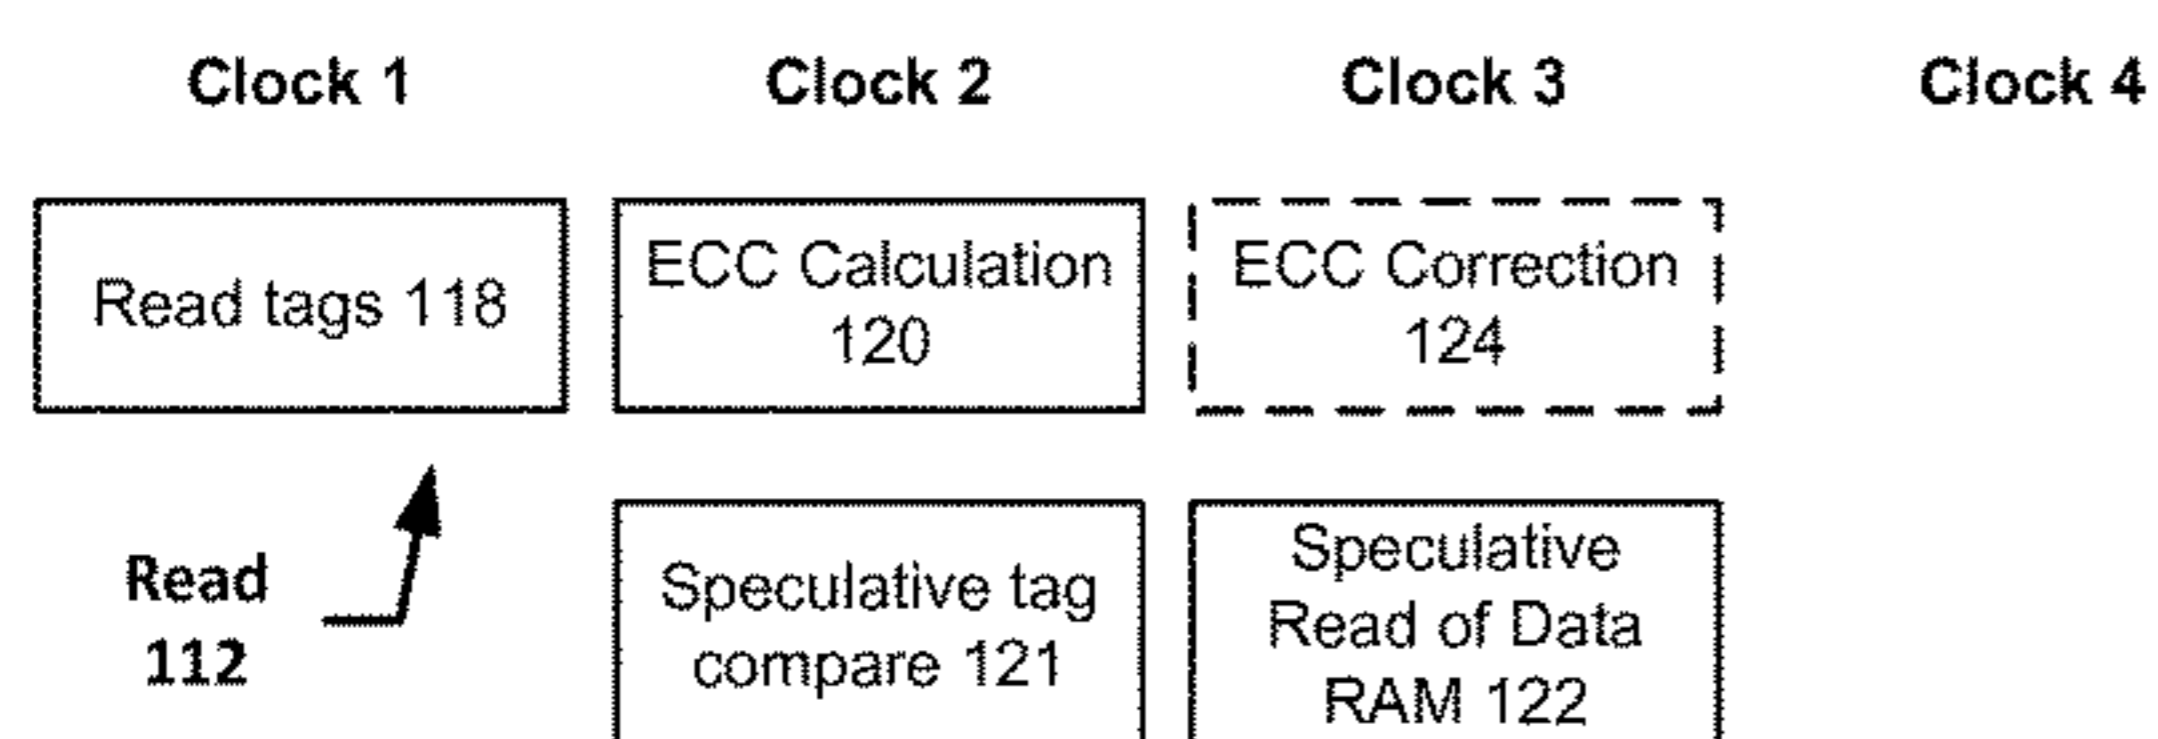 Clock 1 Clock 2 Clock 3 Clock 4
Read tags 118
ECC Calculation
120
ECC Correction
124
Read
112
Speculative tag
compare 121
Speculative
Read of Data
RAM 122